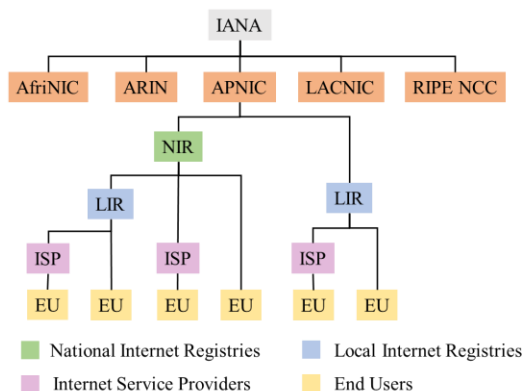 IANA
AfriNIC ARIN APNIC LACNIC RIPE NCC
NIR
LIR LIR
ISP ISP ISP
EU EU EU EU EU EU
National Internet Registries Local Internet Registries
Internet Service Providers End Users